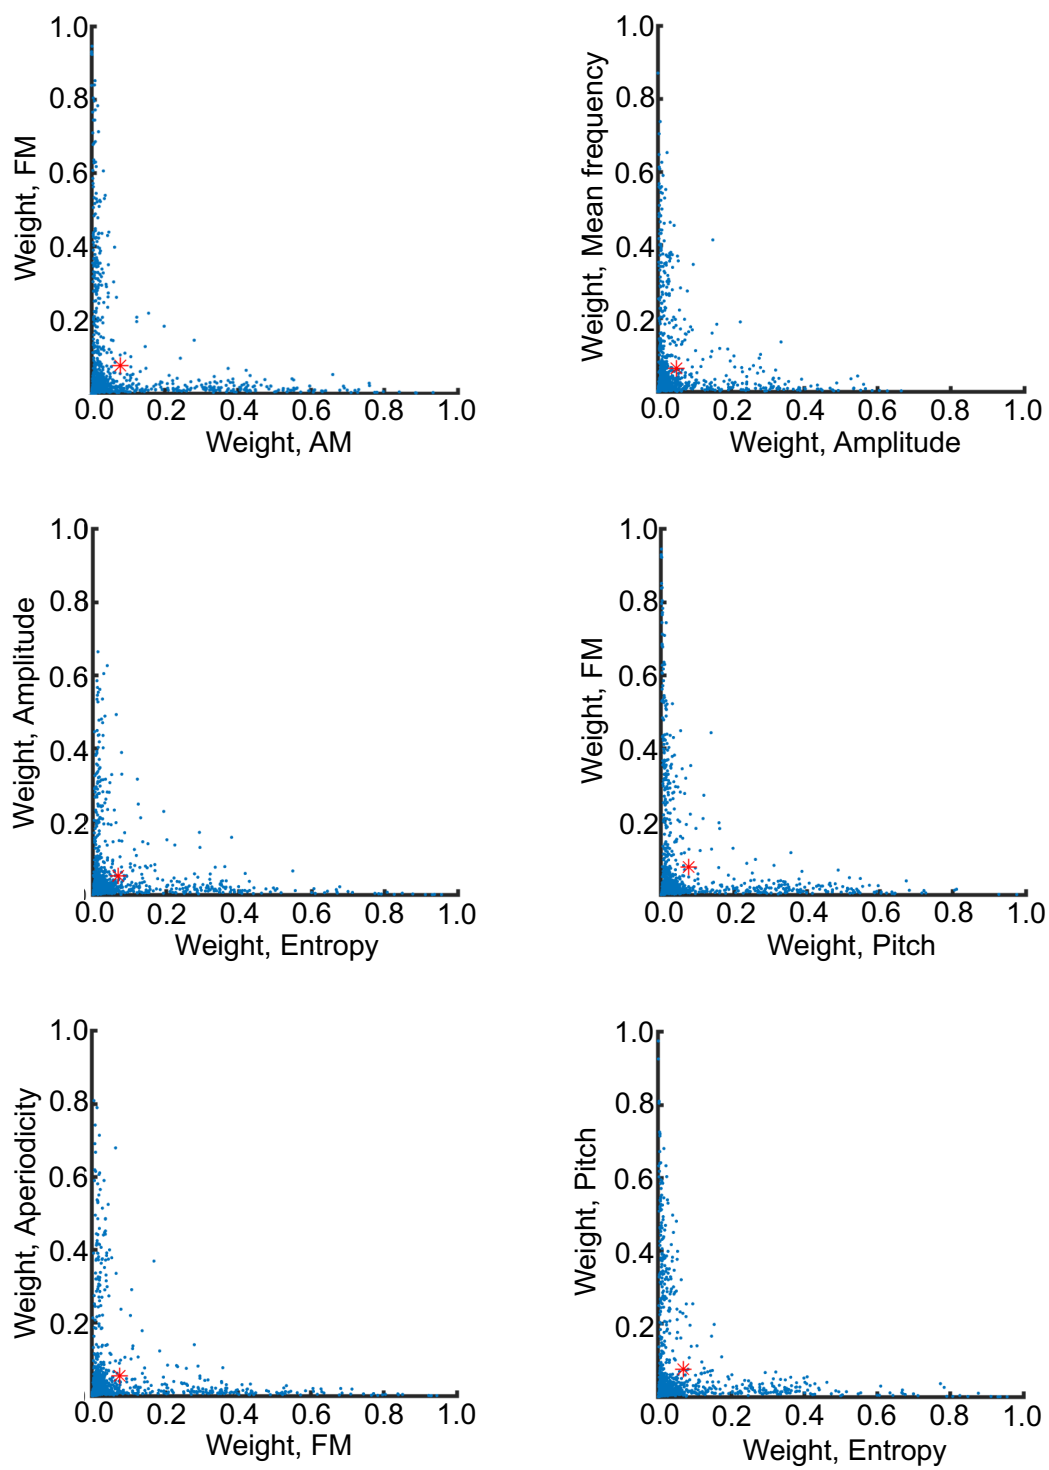 1.0
0.8
0.6
0.4
0.2
Weight, FM
0.0 0.2 0.4 0.6 0.8 1.0
Weight, AM
1.0
0.8
0.6
0.4
0.2
Weight, Mean frequency
0.0 0.2 0.4 0.6 0.8 1.0
Weight, Amplitude
1.0
0.8
0.6
0.4
0.2
Weight, Amplitude
0.0 0.2 0.4 0.6 0.8 1.0
Weight, Entropy
1.0
0.8
0.6
0.4
0.2
Weight, FM
0.0 0.2 0.4 0.6 0.8 1.0
Weight, Pitch
1.0
0.8
0.6
0.4
0.2
Weight, Aperiodicity
0.0 0.2 0.4 0.6 0.8 1.0
Weight, FM
1.0
0.8
0.6
0.4
0.2
Weight, Pitch
0.0 0.2 0.4 0.6 0.8 1.0
Weight, Entropy